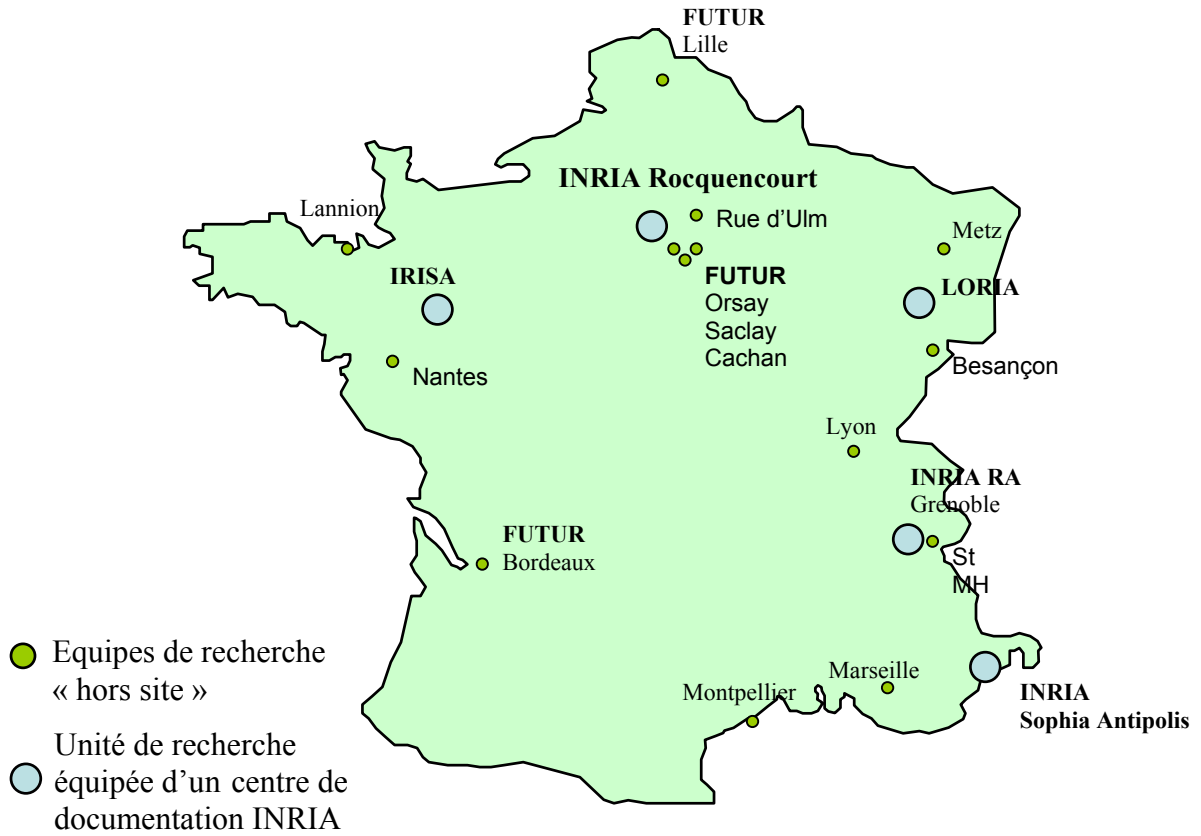 FUTUR
Lille
INRIA Rocquencourt
Lannion
Rue d’Ulm
Metz
IRISA
FUTUR
Orsay
Saclay
Cachan
LORIA
Nantes
Besançon
Lyon
INRIA RA
Grenoble
FUTUR
Bordeaux
St
MH
Equipes de recherche
« hors site »
Marseille
Montpellier
INRIA
Sophia Antipolis
Unité de recherche
équipée d’un centre de
documentation INRIA